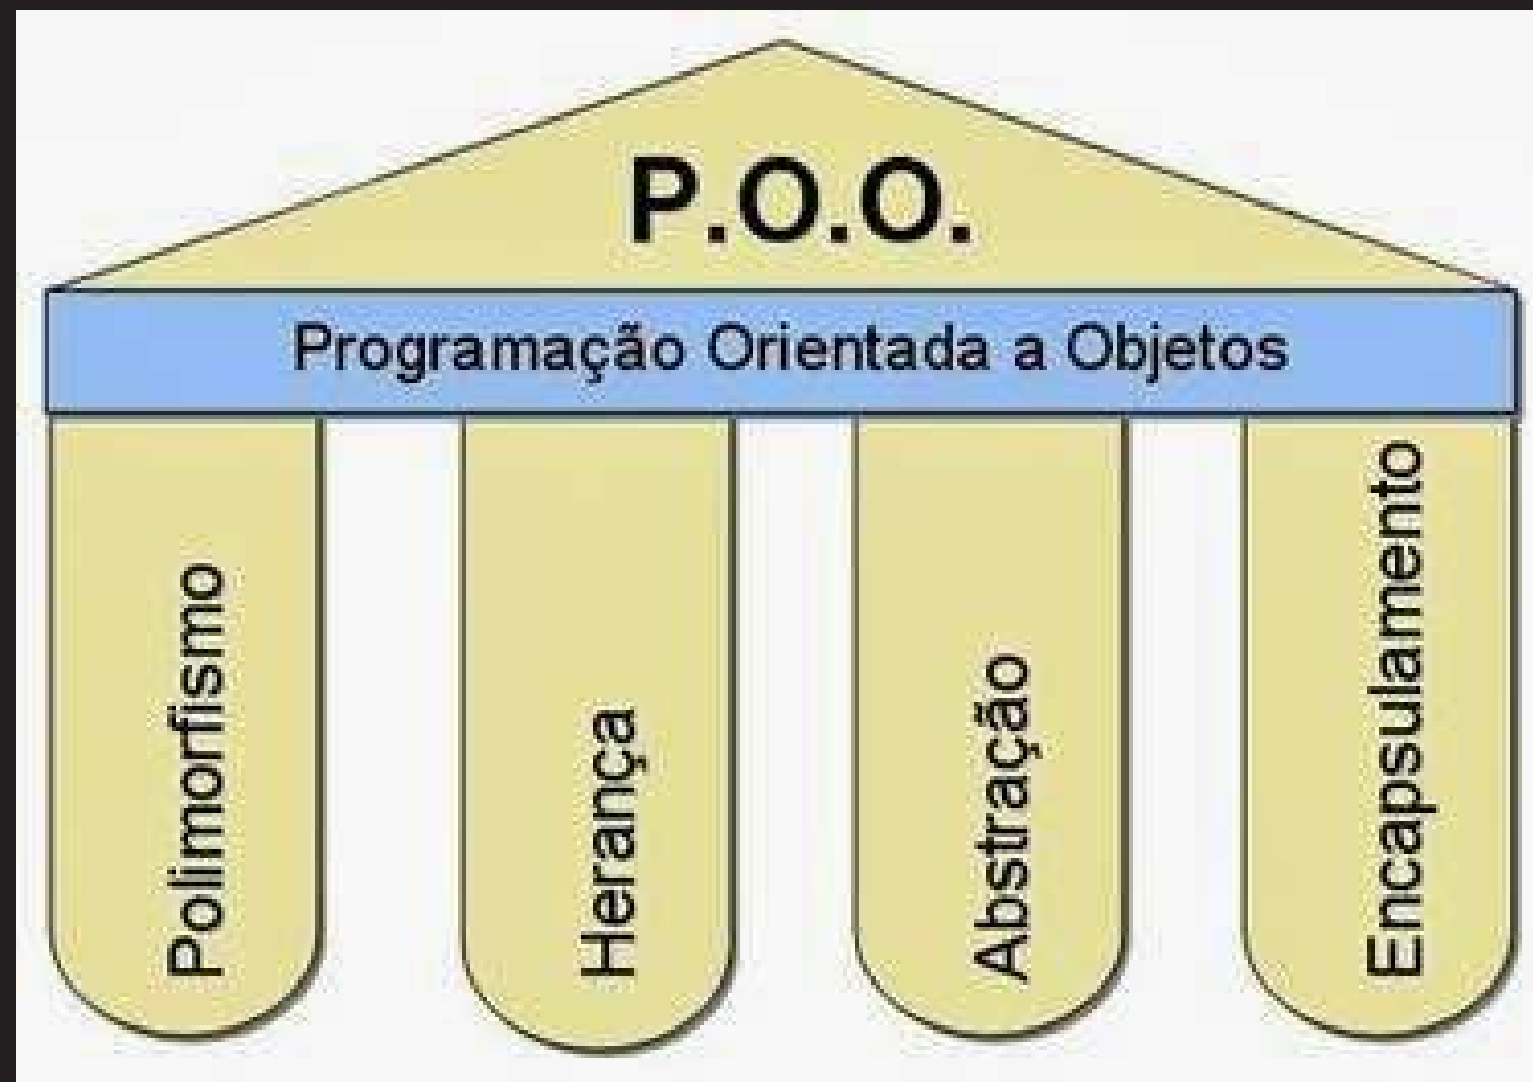 P.O.O.
Programação Orientada a Objetos
Polimorfismo
Herança
Abstração
Encapsulamento